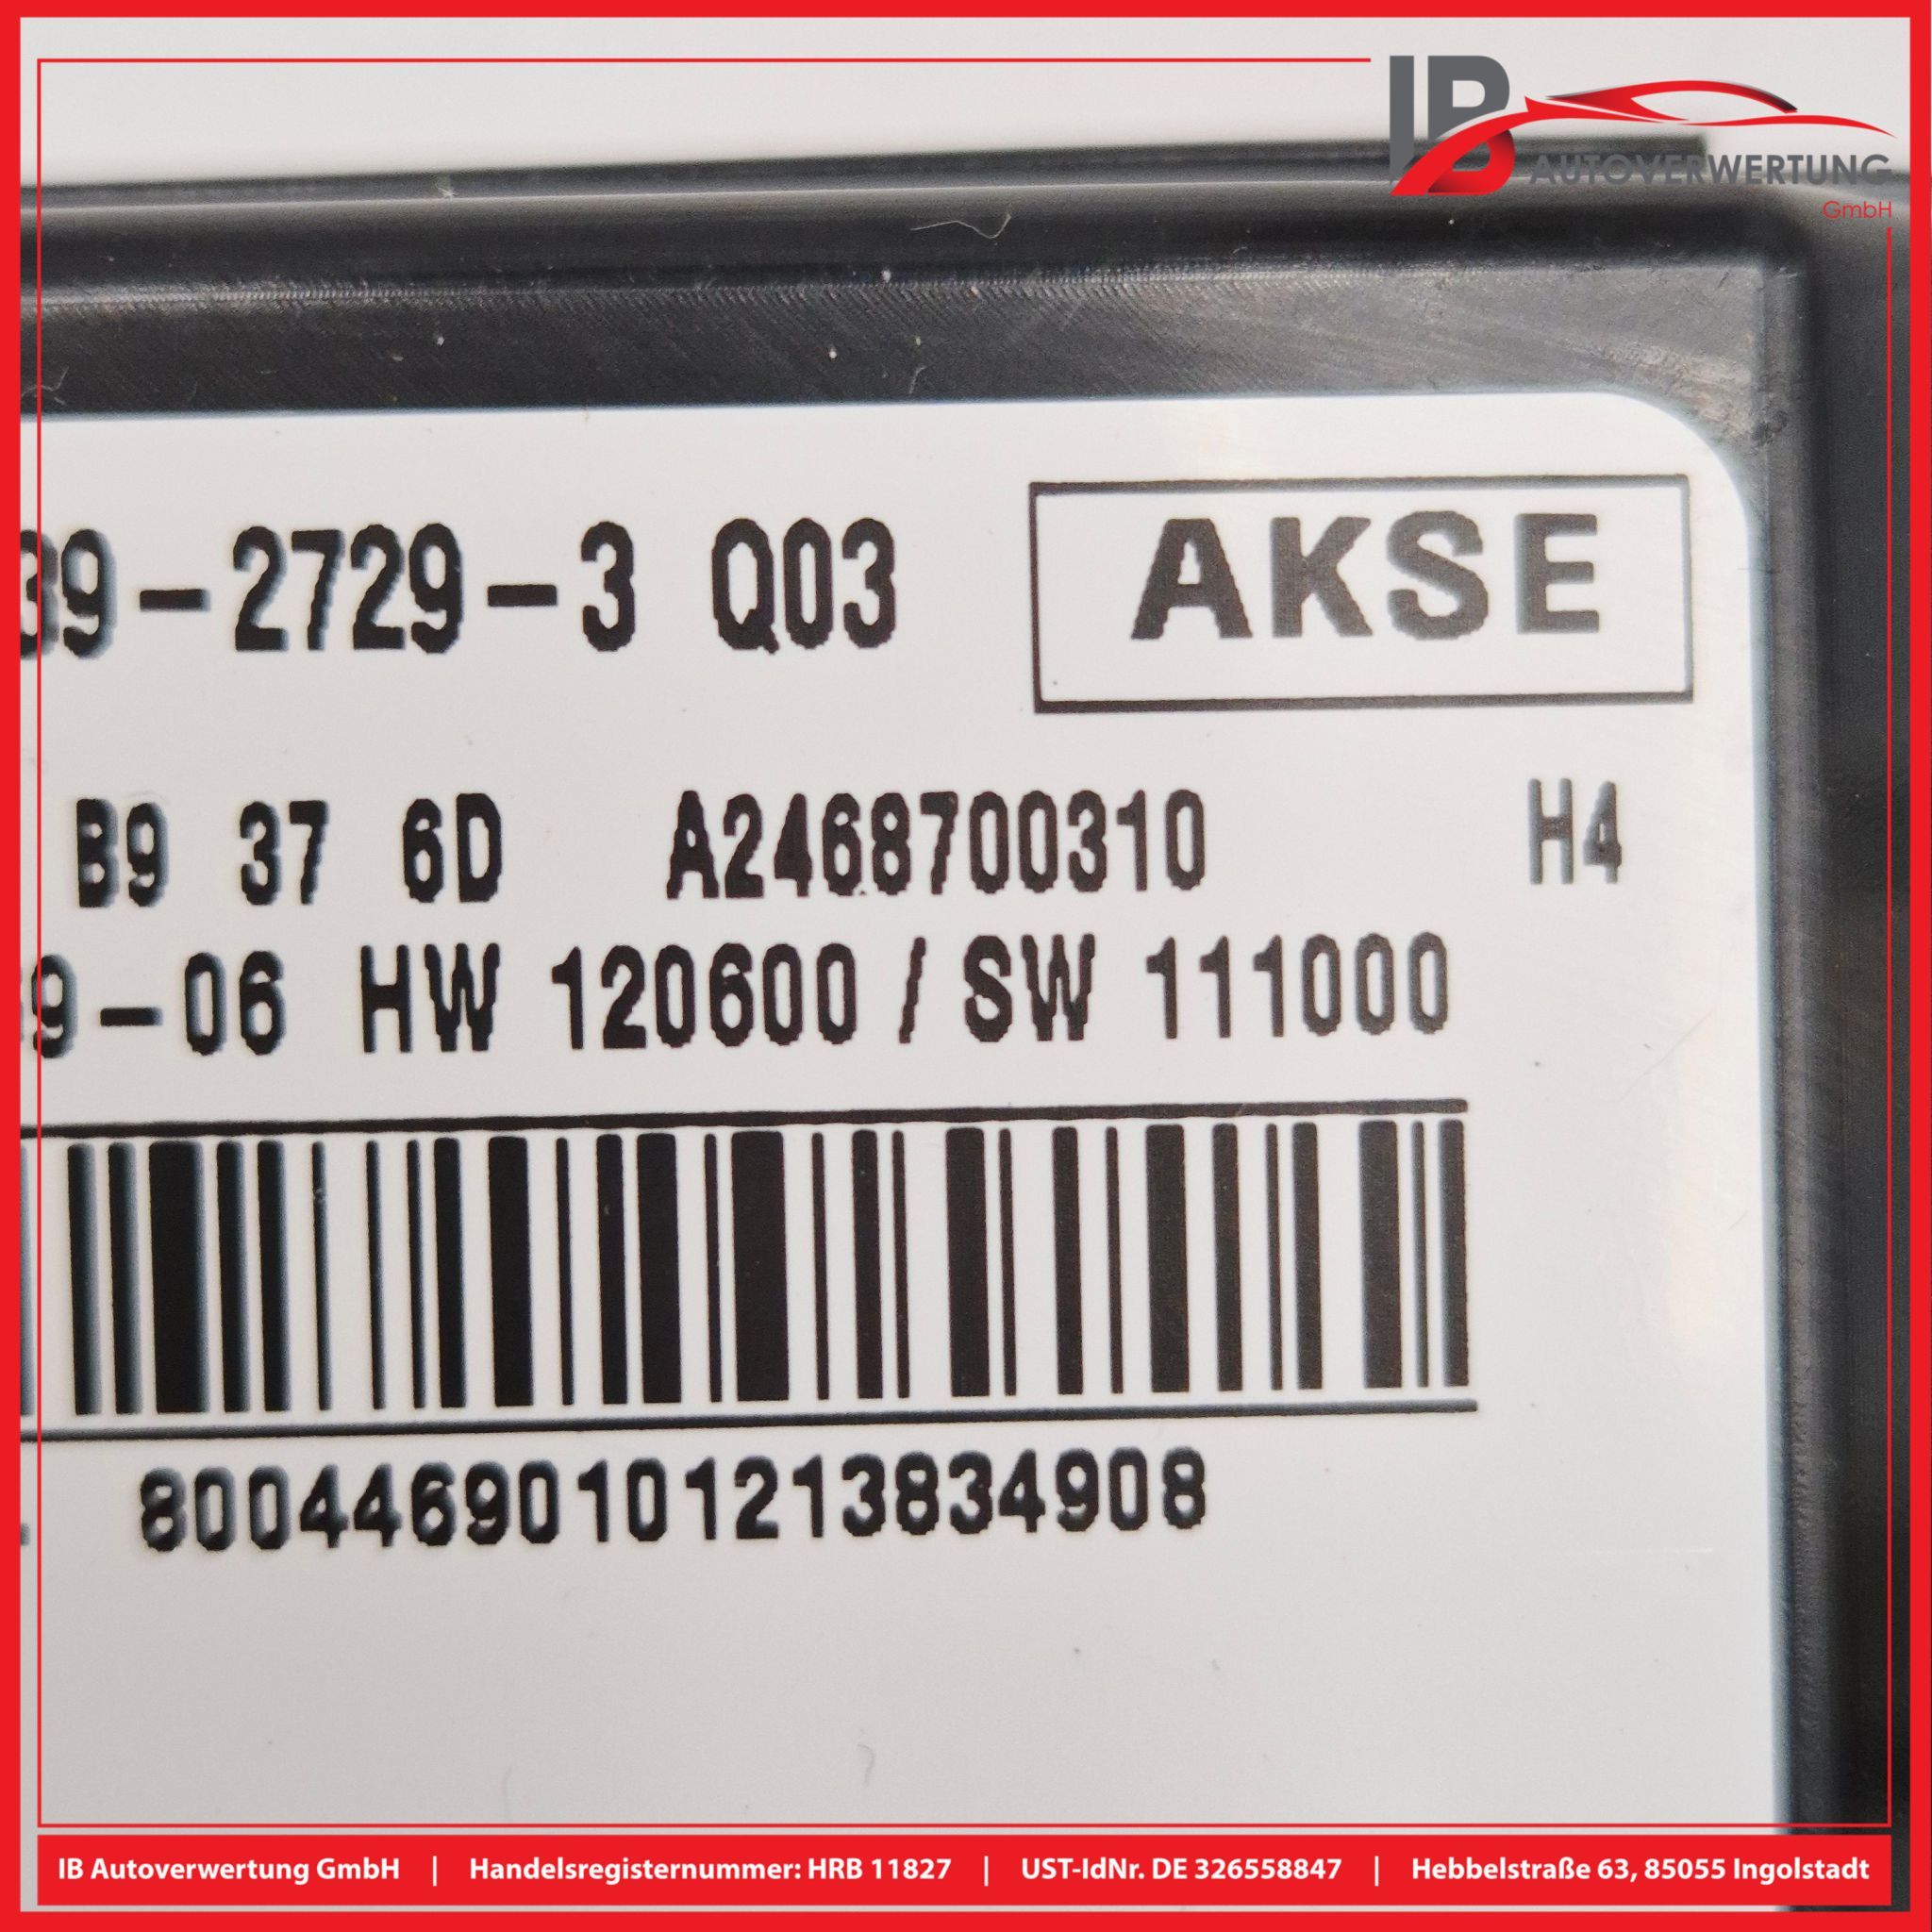 IB
AUTOVERWERTUNG
GmbH
39-2729-3 Q03 AKSE
B9 37 6D A2468700310 H4
9-06 HW 120600 / SW 111000
80044690101213834908
IB Autoverwertung GmbH | Handelsregisternummer: HRB 11827 | UST-IdNr. DE 326558847 | Hebbelstraße 63, 85055 Ingolstadt